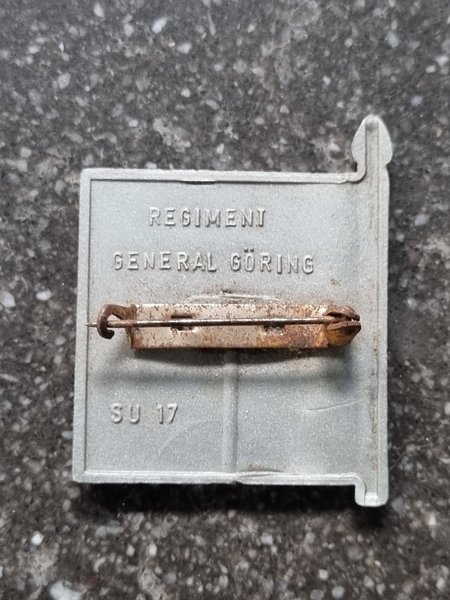 REGIMENT
GENERAL GÖRING
SU 17